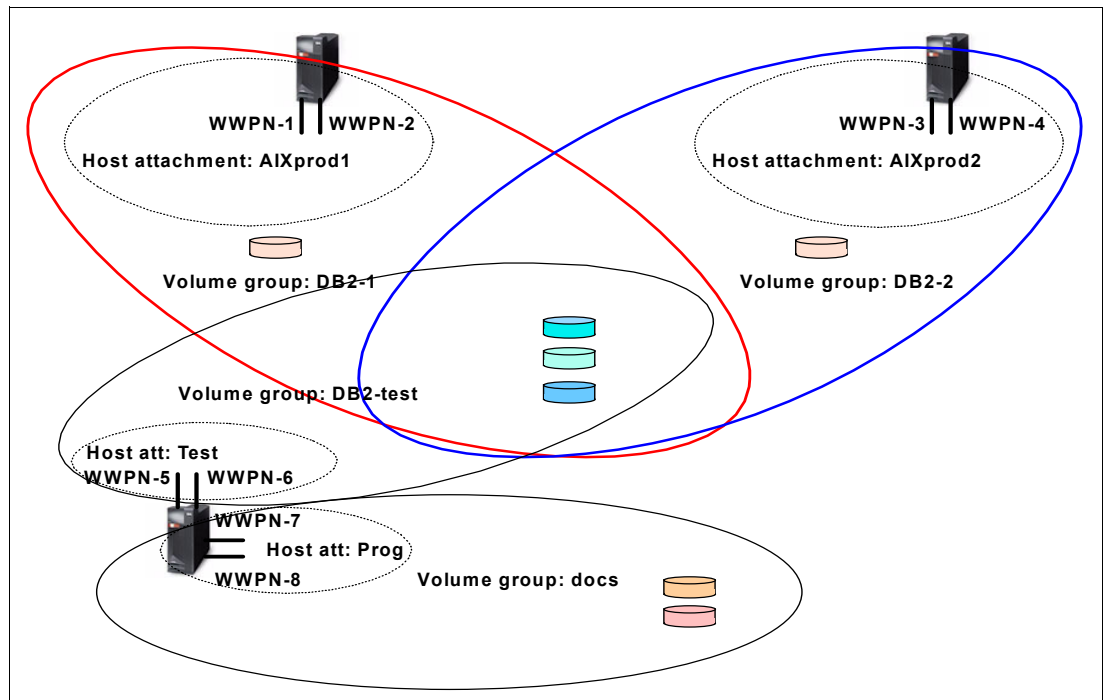 WWPN-1 WWPN-2
Host attachment: AIXprod1
WWPN-3 WWPN-4
Host attachment: AIXprod2
Volume group: DB2-1
Volume group: DB2-2
Volume group: DB2-test
Host att: Test
WWPN-5 WWPN-6
WWPN-7
Host att: Prog
WWPN-8
Volume group: docs